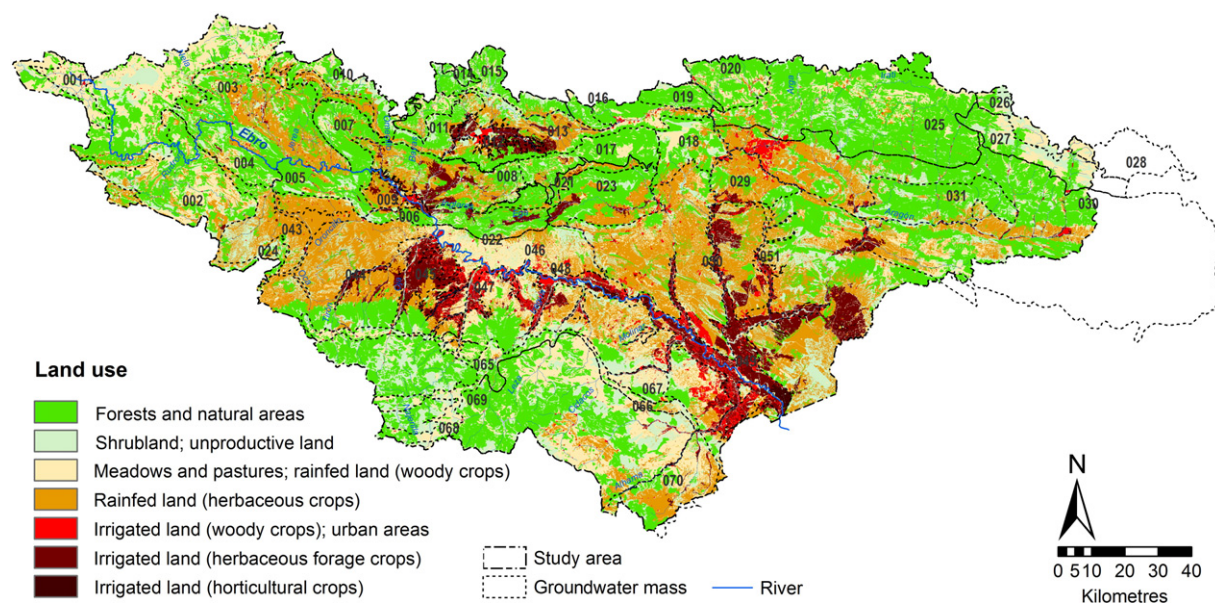 001
003
010
014
015
016
019
020
025
026
027
028
007
011
013
017
018
Ebro
004
005
008
021
023
029
031
030
002
009
006
Aragon
043
022
024
046
048
051
065
067
066
069
068
070
Land use
Forests and natural areas
Shrubland; unproductive land
Meadows and pastures; rainfed land (woody crops)
Rainfed land (herbaceous crops)
Irrigated land (woody crops); urban areas
Irrigated land (herbaceous forage crops)
Irrigated land (horticultural crops)
Study area
Groundwater mass
River
N
0 5 10 20 30 40
Kilometres